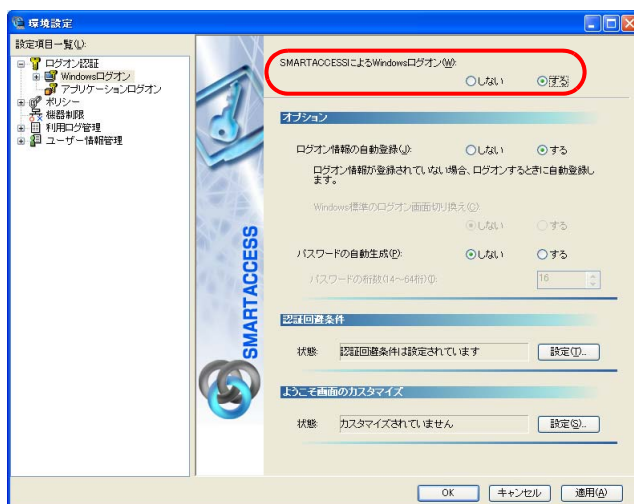 環境設定
設定項目一覧(L):
ログオン認証
Windowsログオン
アプリケーションログオン
ポリシー
機器制限
利用ログ管理
ユーザー情報管理
SMARTACCESS
SMARTACCESSによるWindowsログオン(W):
しない する
オプション
ログオン情報の自動登録(J): しない する
ログオン情報が登録されていない場合、ログオンするときに自動登録し
ます。
Windows標準のログオン画面切り換え(C):
しない する
パスワードの自動生成(P): しない する
パスワードの桁数(14~64桁)(I): 16
認証回避条件
状態: 認証回避条件は設定されています 設定(T)...
ようこそ画面のカスタマイズ
状態: カスタマイズされていません 設定(S)...
OK キャンセル 適用(A)